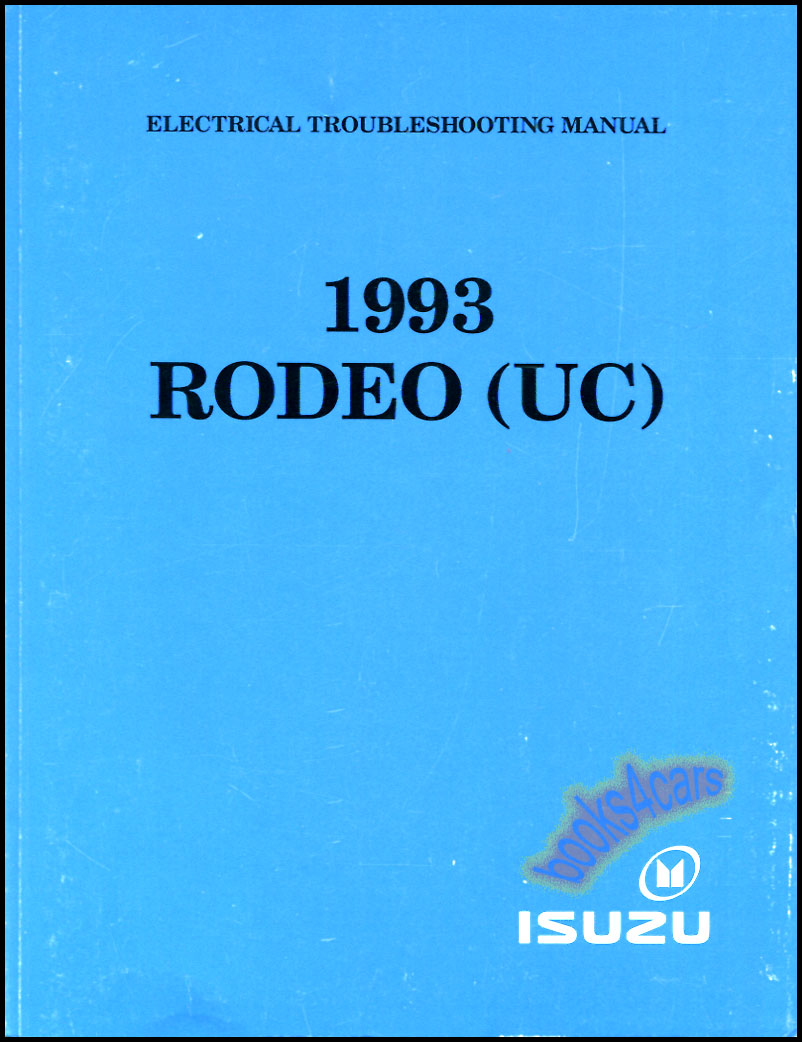 ELECTRICAL TROUBLESHOOTING MANUAL
1993
RODEO (UC)
books4cars
ISUZU